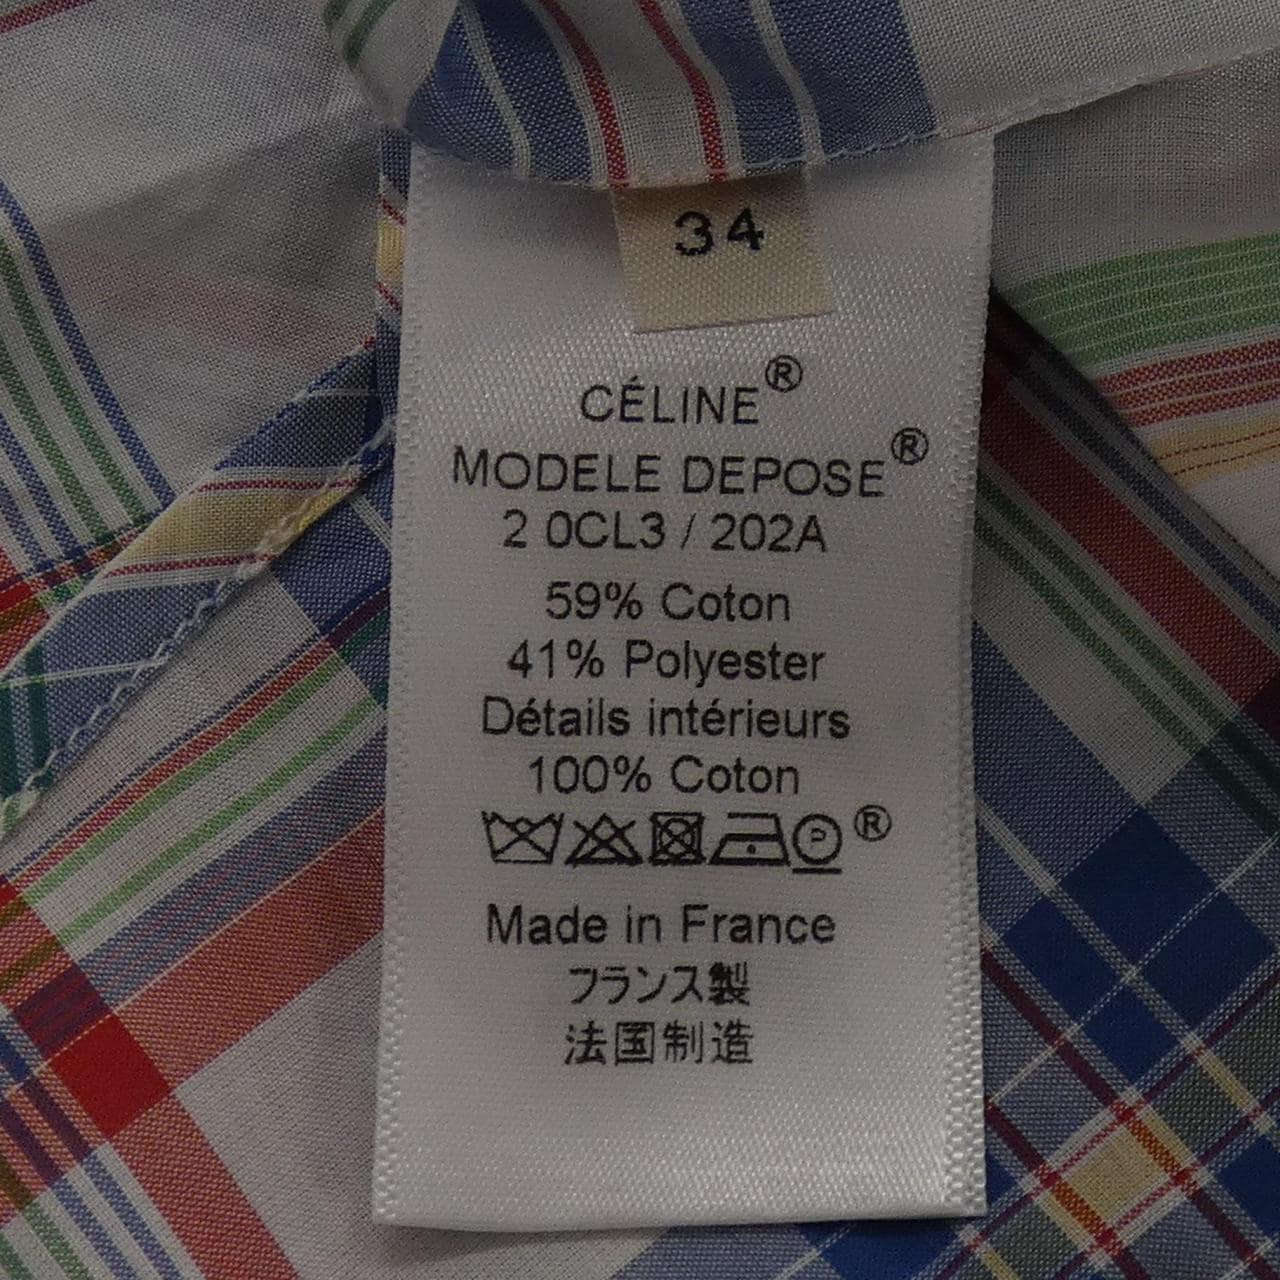 34
CÉLINE®
MODELE DEPOSE®
2 0CL3 / 202A
59% Coton
41% Polyester
Détails intérieurs
100% Coton
P ®
Made in France
フランス製
法国制造